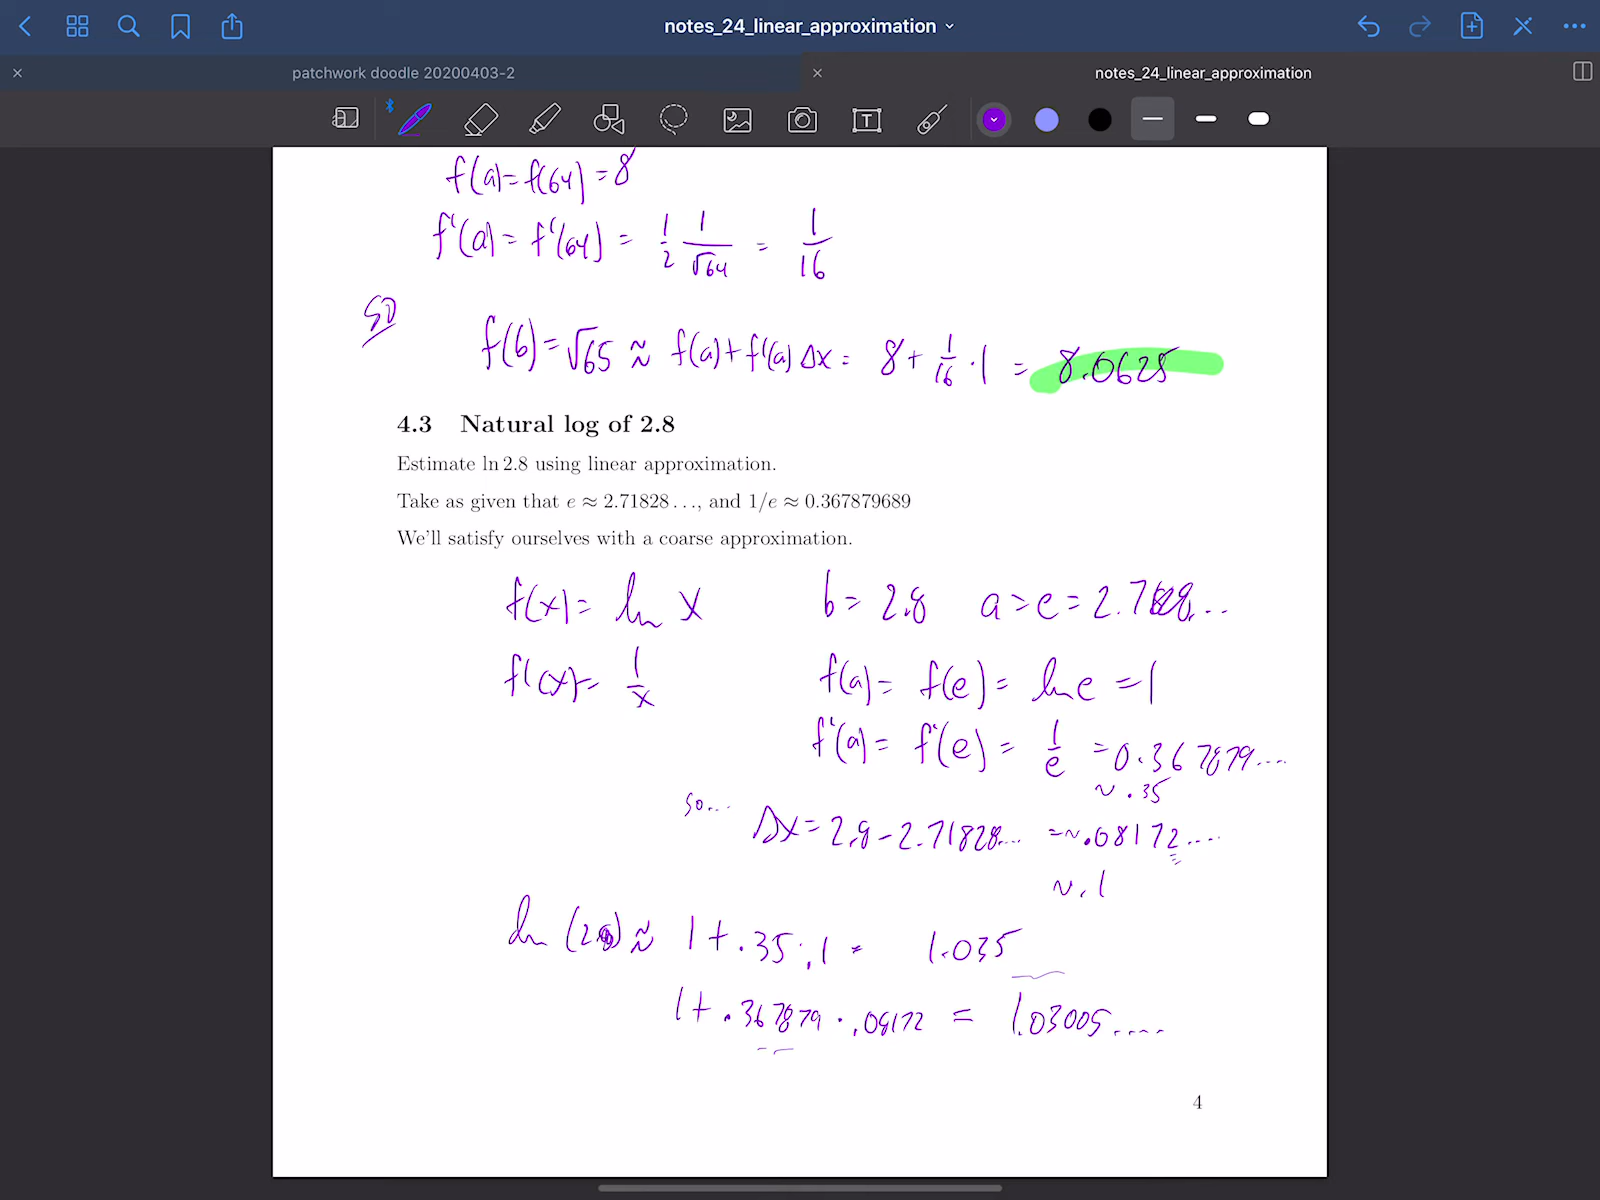 notes_24_linear_approximation
patchwork doodle 20200403-2
notes_24_linear_approximation
f(a) = f(64) = 8
f'(a) = f'(64) = 1/2 1/√64 = 1/16
so
f(b) = √65 ≈ f(a) + f'(a) Δx = 8 + 1/16 · 1 = 8.0625
4.3 Natural log of 2.8
Estimate ln 2.8 using linear approximation.
Take as given that e ≈ 2.71828..., and 1/e ≈ 0.367879689
We'll satisfy ourselves with a coarse approximation.
f(x) = ln x b = 2.8 a = e = 2.71828...
f'(x) = 1/x f(a) = f(e) = ln e = 1
f'(a) = f'(e) = 1/e = 0.367879....
~ .35
so...
Δx = 2.8 - 2.71828... = ~.08172....
~ .1
ln (2.8) ≈ 1 + .35 · .1 = 1.035
1 + .367879 · .08172 = 1.03005.....
4